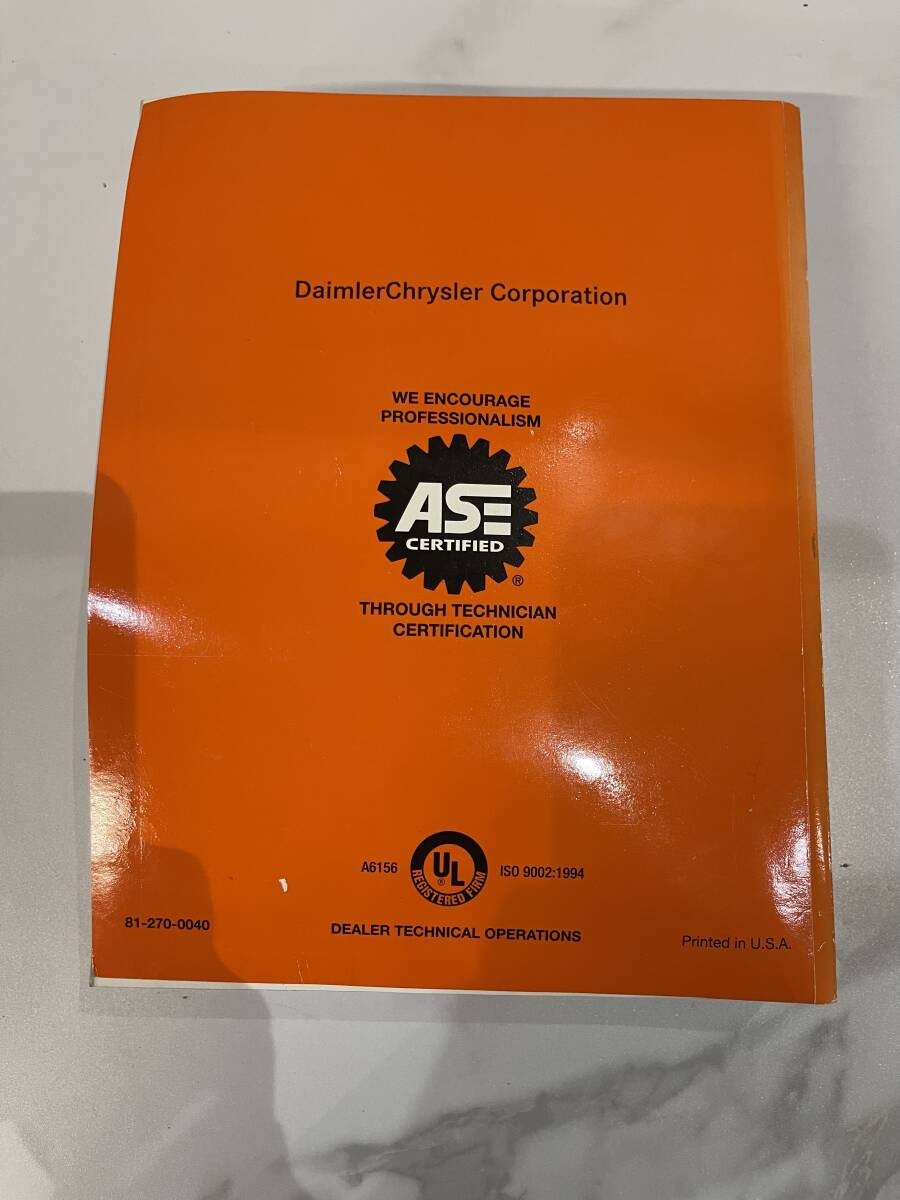 DaimlerChrysler Corporation
WE ENCOURAGE
PROFESSIONALISM
ASE
CERTIFIED
®
THROUGH TECHNICIAN
CERTIFICATION
A6156
UL
®
REGISTERED FIRM
ISO 9002:1994
81-270-0040
DEALER TECHNICAL OPERATIONS
Printed in U.S.A.